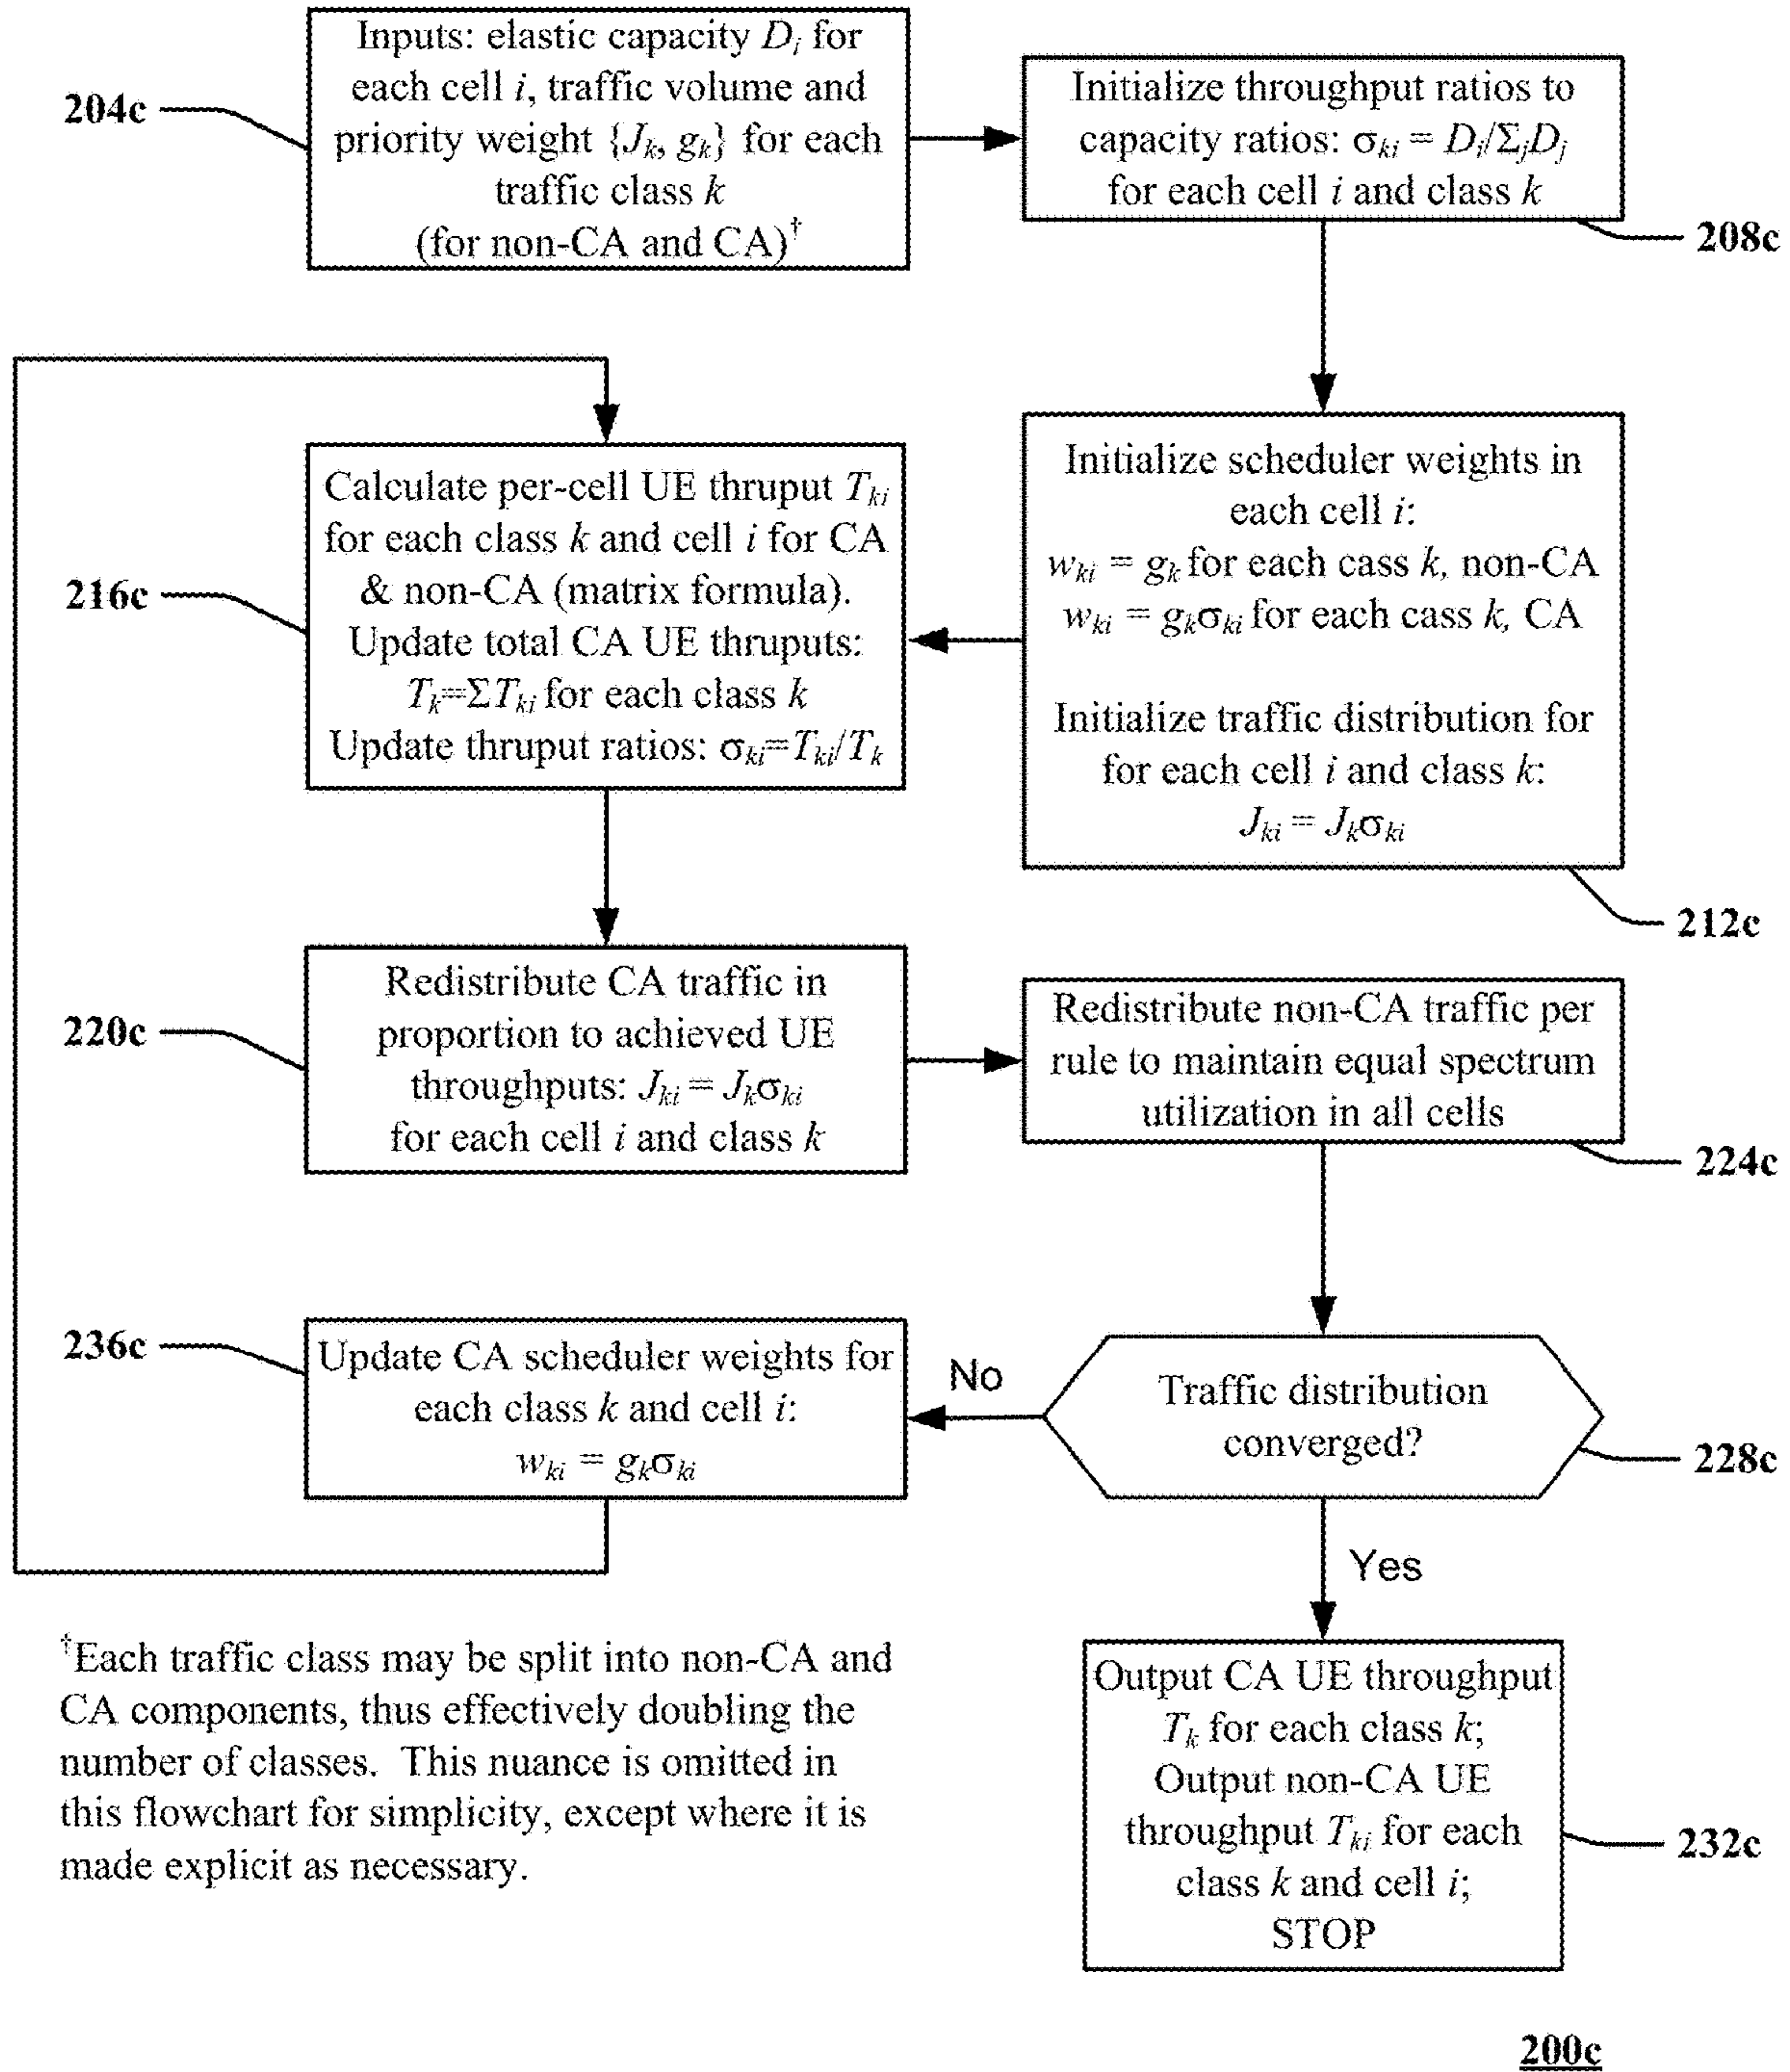 Inputs: elastic capacity Di for
each cell i, traffic volume and
priority weight {Jk, gk} for each
traffic class k
(for non-CA and CA)†
204c
Initialize throughput ratios to
capacity ratios: σki = Di/ΣjDj
for each cell i and class k
208c
Initialize scheduler weights in
each cell i:
wki = gk for each cass k, non-CA
wki = gkσki for each cass k, CA
Initialize traffic distribution for
for each cell i and class k:
Jki = Jkσki
212c
Calculate per-cell UE thruput Tki
for each class k and cell i for CA
& non-CA (matrix formula).
Update total CA UE thruputs:
Tk=ΣTki for each class k
Update thruput ratios: σki=Tki/Tk
216c
Redistribute CA traffic in
proportion to achieved UE
throughputs: Jki = Jkσki
for each cell i and class k
220c
Redistribute non-CA traffic per
rule to maintain equal spectrum
utilization in all cells
224c
Traffic distribution
converged?
228c
No
Update CA scheduler weights for
each class k and cell i:
wki = gkσki
236c
Yes
Output CA UE throughput
Tk for each class k;
Output non-CA UE
throughput Tki for each
class k and cell i;
STOP
232c
†Each traffic class may be split into non-CA and
CA components, thus effectively doubling the
number of classes. This nuance is omitted in
this flowchart for simplicity, except where it is
made explicit as necessary.
200c